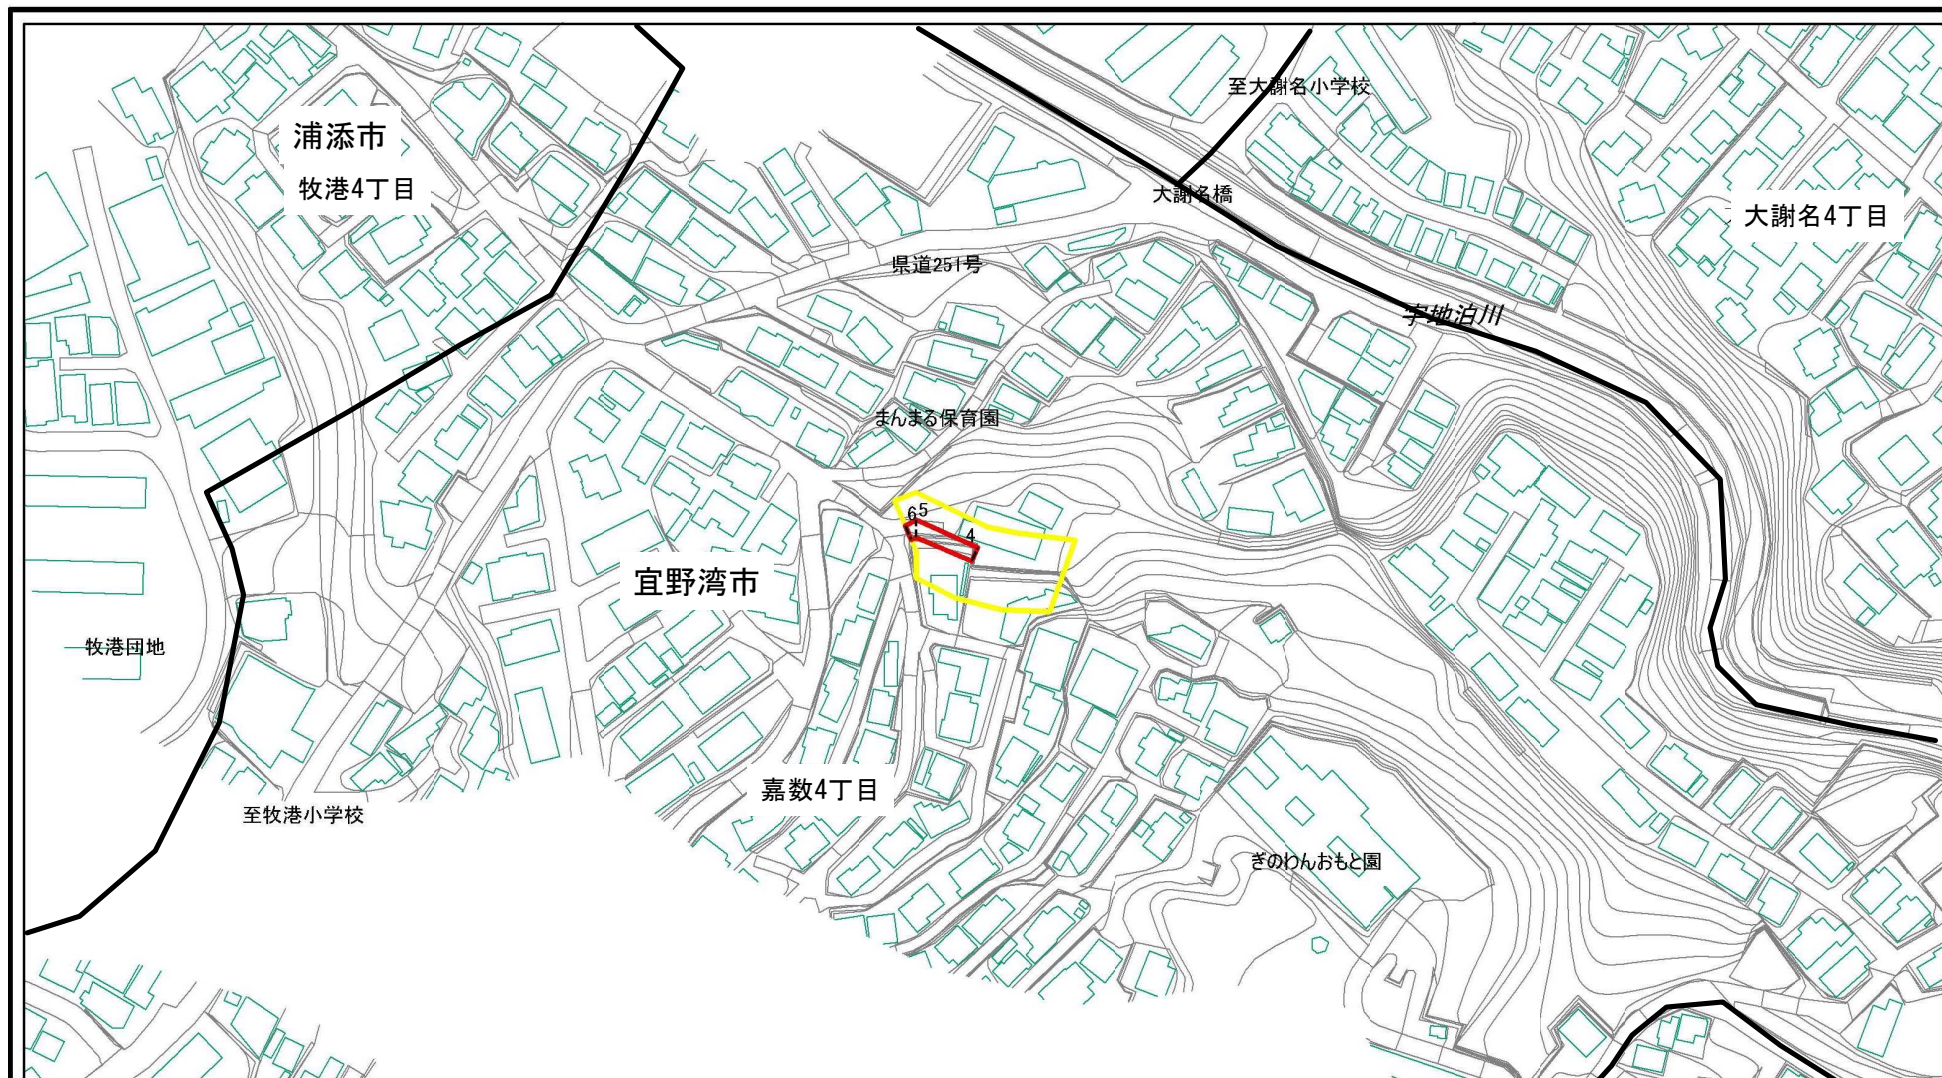 至大謝名小学校
浦添市
牧港4丁目
大謝名橋
大謝名4丁目
県道251号
宇地泊川
まんまる保育園
6
5
1
4
宜野湾市
牧港団地
嘉数4丁目
至牧港小学校
ぎのわんおもと園